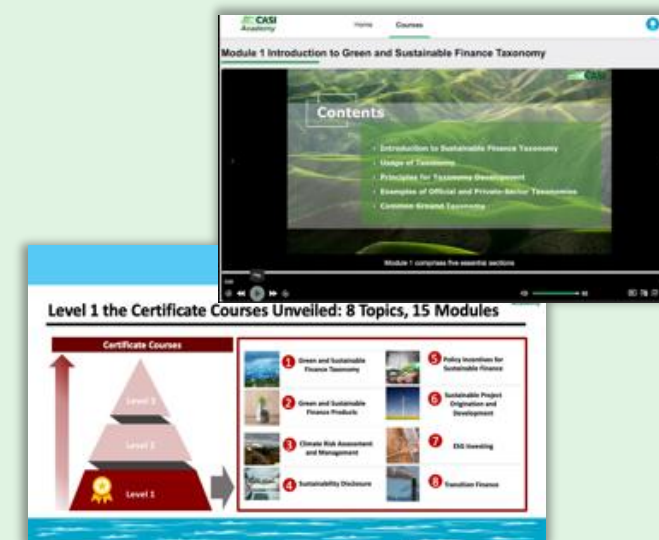 CASI
Academy
Home
Courses
Module 1 Introduction to Green and Sustainable Finance Taxonomy
CASI
Contents
Introduction to Sustainable Finance Taxonomy
Usage of Taxonomy
Principles for Taxonomy Development
Examples of Official and Private-Sector Taxonomies
Common Ground Taxonomy
Module 1 comprises five essential sections
Level 1 the Certificate Courses Unveiled: 8 Topics, 15 Modules
Academy
Certificate Courses
Level 3
Level 2
Level 1
1 Green and Sustainable
Finance Taxonomy
2 Green and Sustainable
Finance Products
3 Climate Risk Assessment
and Management
4 Sustainability Disclosure
5 Policy Incentives for
Sustainable Finance
6 Sustainable Project
Origination and
Development
7 ESG Investing
8 Transition Finance